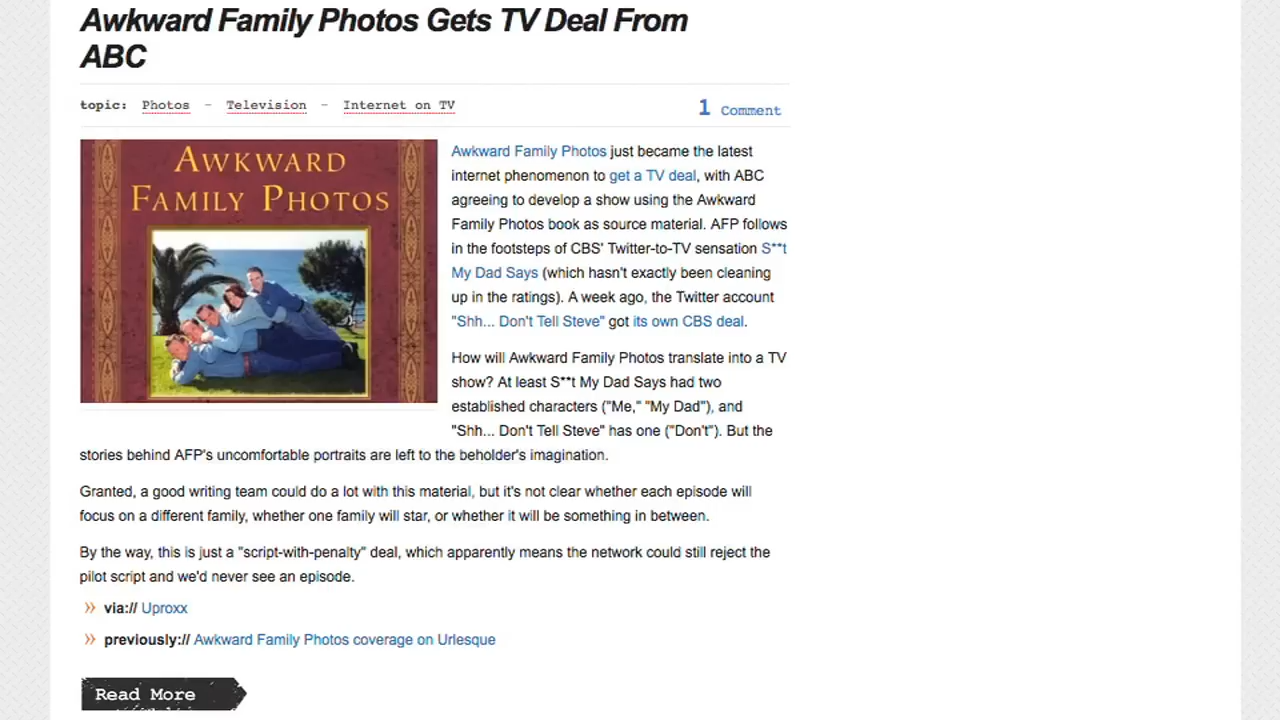 Awkward Family Photos Gets TV Deal From
ABC
topic: Photos – Television – Internet on TV
1 Comment
AWKWARD
FAMILY PHOTOS
Awkward Family Photos just became the latest
internet phenomenon to get a TV deal, with ABC
agreeing to develop a show using the Awkward
Family Photos book as source material. AFP follows
in the footsteps of CBS' Twitter-to-TV sensation S**t
My Dad Says (which hasn't exactly been cleaning
up in the ratings). A week ago, the Twitter account
"Shh... Don't Tell Steve" got its own CBS deal.
How will Awkward Family Photos translate into a TV
show? At least S**t My Dad Says had two
established characters ("Me," "My Dad"), and
"Shh... Don't Tell Steve" has one ("Don't"). But the
stories behind AFP's uncomfortable portraits are left to the beholder's imagination.
Granted, a good writing team could do a lot with this material, but it's not clear whether each episode will
focus on a different family, whether one family will star, or whether it will be something in between.
By the way, this is just a "script-with-penalty" deal, which apparently means the network could still reject the
pilot script and we'd never see an episode.
» via:// Uproxx
» previously:// Awkward Family Photos coverage on Urlesque
Read More